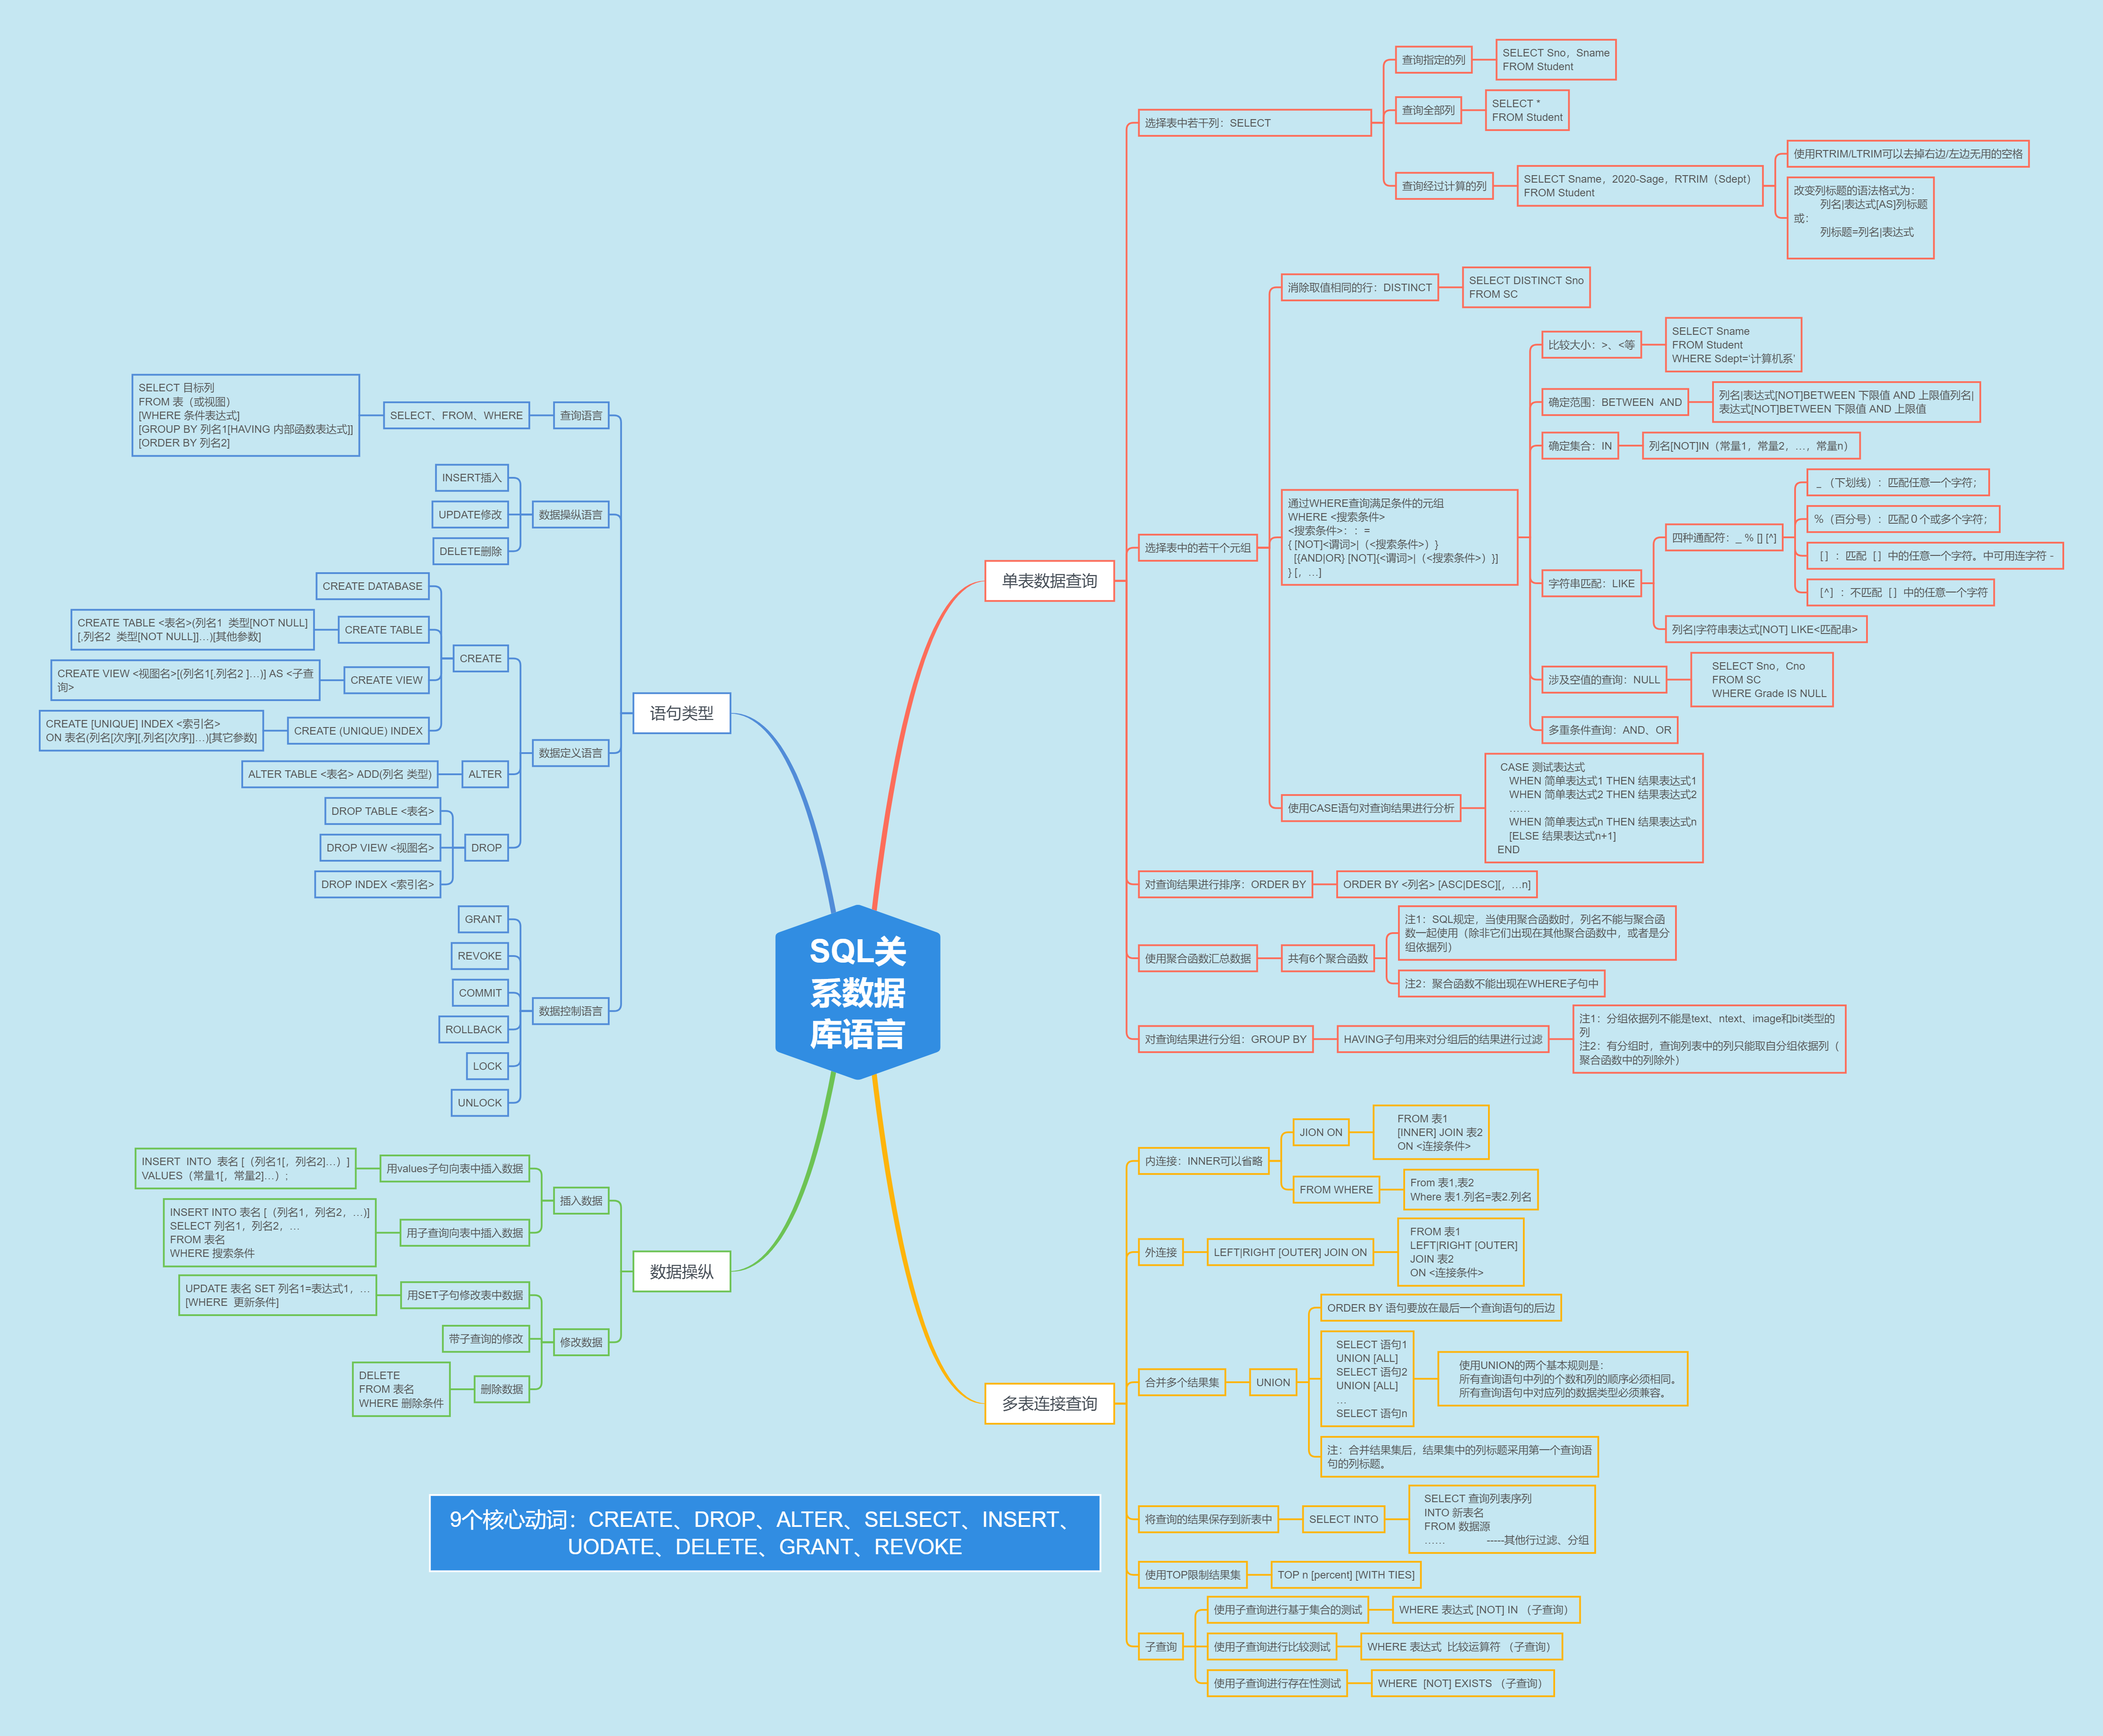 SQL关
系数据
库语言
语句类型
查询语言
SELECT、FROM、WHERE
SELECT 目标列
FROM 表（或视图）
[WHERE 条件表达式]
[GROUP BY 列名1[HAVING 内部函数表达式]]
[ORDER BY 列名2]
数据操纵语言
INSERT插入
UPDATE修改
DELETE删除
数据定义语言
CREATE
CREATE DATABASE
CREATE TABLE
CREATE TABLE <表名>(列名1  类型[NOT NULL]
[,列名2  类型[NOT NULL]]…)[其他参数]
CREATE VIEW
CREATE VIEW <视图名>[(列名1[,列名2 ]…)] AS <子查
询>
CREATE (UNIQUE) INDEX
CREATE [UNIQUE] INDEX <索引名>
ON 表名(列名[次序][,列名[次序]]…)[其它参数]
ALTER
ALTER TABLE <表名> ADD(列名 类型)
DROP
DROP TABLE <表名>
DROP VIEW <视图名>
DROP INDEX <索引名>
数据控制语言
GRANT
REVOKE
COMMIT
ROLLBACK
LOCK
UNLOCK
数据操纵
插入数据
用values子句向表中插入数据
INSERT  INTO  表名 [（列名1[，列名2]…）]
VALUES（常量1[，常量2]…）;
用子查询向表中插入数据
INSERT INTO 表名 [（列名1，列名2，…)]
SELECT 列名1，列名2，…
FROM 表名
WHERE 搜索条件
修改数据
用SET子句修改表中数据
UPDATE 表名 SET 列名1=表达式1，…
[WHERE  更新条件]
带子查询的修改
删除数据
DELETE
FROM 表名
WHERE 删除条件
9个核心动词：CREATE、DROP、ALTER、SELSECT、INSERT、
UODATE、DELETE、GRANT、REVOKE
单表数据查询
选择表中若干列：SELECT
查询指定的列
SELECT Sno，Sname
FROM Student
查询全部列
SELECT *
FROM Student
查询经过计算的列
SELECT Sname，2020-Sage，RTRIM（Sdept）
FROM Student
使用RTRIM/LTRIM可以去掉右边/左边无用的空格
改变列标题的语法格式为：
列名|表达式[AS]列标题
或：
列标题=列名|表达式
选择表中的若干个元组
消除取值相同的行：DISTINCT
SELECT DISTINCT Sno
FROM SC
通过WHERE查询满足条件的元组
WHERE <搜索条件>
<搜索条件>：：=
{ [NOT]<谓词>|（<搜索条件>）}
[{AND|OR} [NOT]{<谓词>|（<搜索条件>）}]
} [，…]
比较大小：>、<等
SELECT Sname
FROM Student
WHERE Sdept=‘计算机系’
确定范围：BETWEEN  AND
列名|表达式[NOT]BETWEEN 下限值 AND 上限值列名|
表达式[NOT]BETWEEN 下限值 AND 上限值
确定集合：IN
列名[NOT]IN（常量1，常量2，…，常量n）
字符串匹配：LIKE
四种通配符：_ % [] [^]
_ （下划线）：匹配任意一个字符；
%（百分号）：匹配０个或多个字符；
［］：匹配［］中的任意一个字符。中可用连字符 -
［^］：不匹配［］中的任意一个字符
列名|字符串表达式[NOT] LIKE<匹配串>
涉及空值的查询：NULL
SELECT Sno，Cno
FROM SC
WHERE Grade IS NULL
多重条件查询：AND、OR
使用CASE语句对查询结果进行分析
CASE 测试表达式
WHEN 简单表达式1 THEN 结果表达式1
WHEN 简单表达式2 THEN 结果表达式2
……
WHEN 简单表达式n THEN 结果表达式n
[ELSE 结果表达式n+1]
END
对查询结果进行排序：ORDER BY
ORDER BY <列名> [ASC|DESC][，…n]
使用聚合函数汇总数据
共有6个聚合函数
注1：SQL规定，当使用聚合函数时，列名不能与聚合函
数一起使用（除非它们出现在其他聚合函数中，或者是分
组依据列）
注2：聚合函数不能出现在WHERE子句中
对查询结果进行分组：GROUP BY
HAVING子句用来对分组后的结果进行过滤
注1：分组依据列不能是text、ntext、image和bit类型的
列
注2：有分组时，查询列表中的列只能取自分组依据列（
聚合函数中的列除外）
多表连接查询
内连接：INNER可以省略
JION ON
FROM 表1
[INNER] JOIN 表2
ON <连接条件>
FROM WHERE
From 表1,表2
Where 表1.列名=表2.列名
外连接
LEFT|RIGHT [OUTER] JOIN ON
FROM 表1
LEFT|RIGHT [OUTER]
JOIN 表2
ON <连接条件>
合并多个结果集
UNION
ORDER BY 语句要放在最后一个查询语句的后边
SELECT 语句1
UNION [ALL]
SELECT 语句2
UNION [ALL]
…
SELECT 语句n
使用UNION的两个基本规则是：
所有查询语句中列的个数和列的顺序必须相同。
所有查询语句中对应列的数据类型必须兼容。
注：合并结果集后，结果集中的列标题采用第一个查询语
句的列标题。
将查询的结果保存到新表中
SELECT INTO
SELECT 查询列表序列
INTO 新表名
FROM 数据源
……      -----其他行过滤、分组
使用TOP限制结果集
TOP n [percent] [WITH TIES]
子查询
使用子查询进行基于集合的测试
WHERE 表达式 [NOT] IN （子查询）
使用子查询进行比较测试
WHERE 表达式  比较运算符 （子查询）
使用子查询进行存在性测试
WHERE  [NOT] EXISTS （子查询）